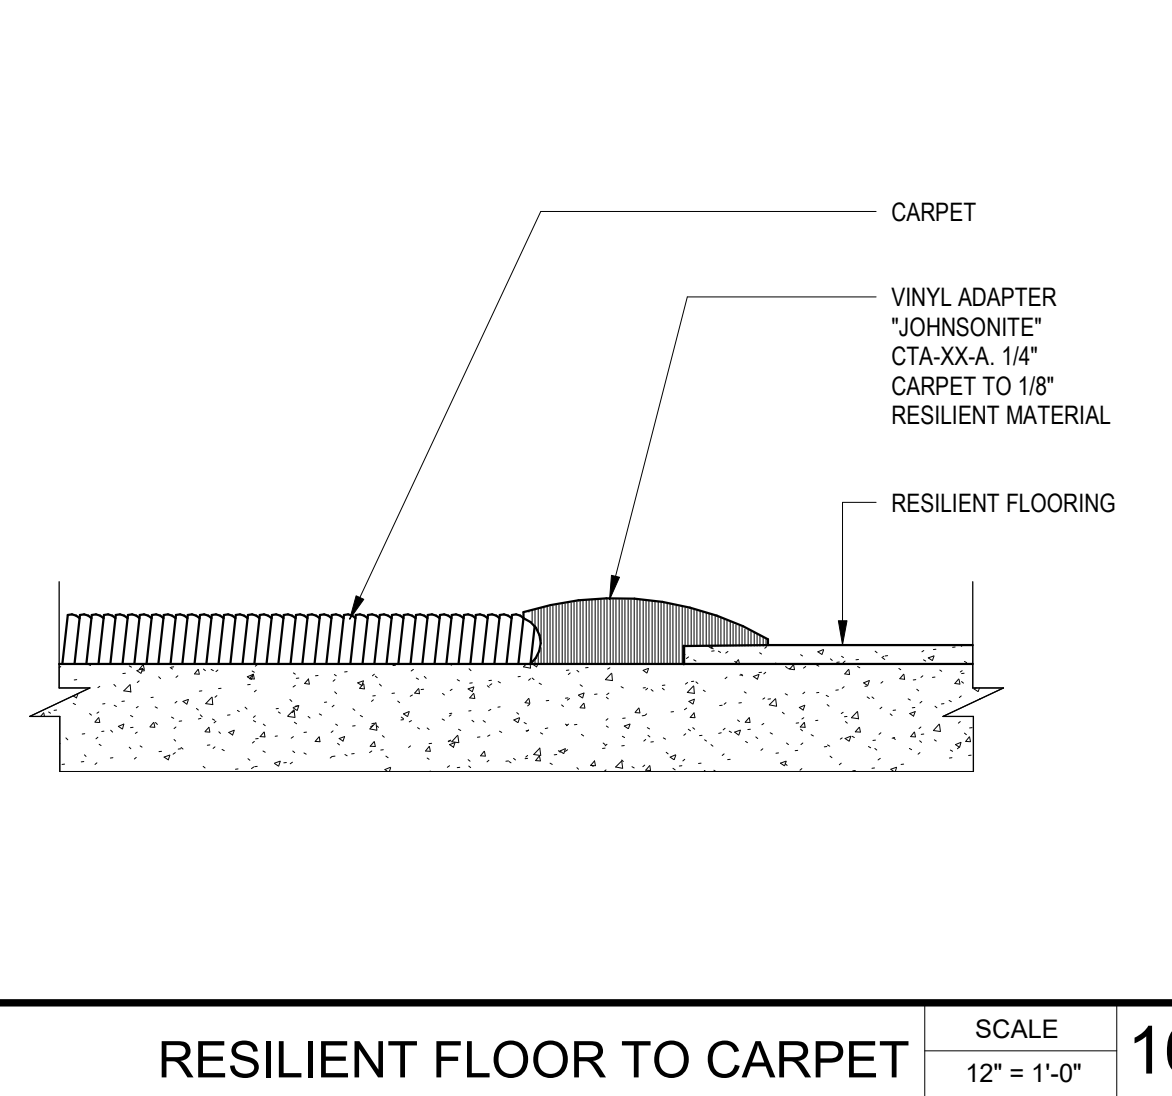 CARPET
VINYL ADAPTER
"JOHNSONITE"
CTA-XX-A. 1/4"
CARPET TO 1/8"
RESILIENT MATERIAL
RESILIENT FLOORING
RESILIENT FLOOR TO CARPET
SCALE
12" = 1'-0"